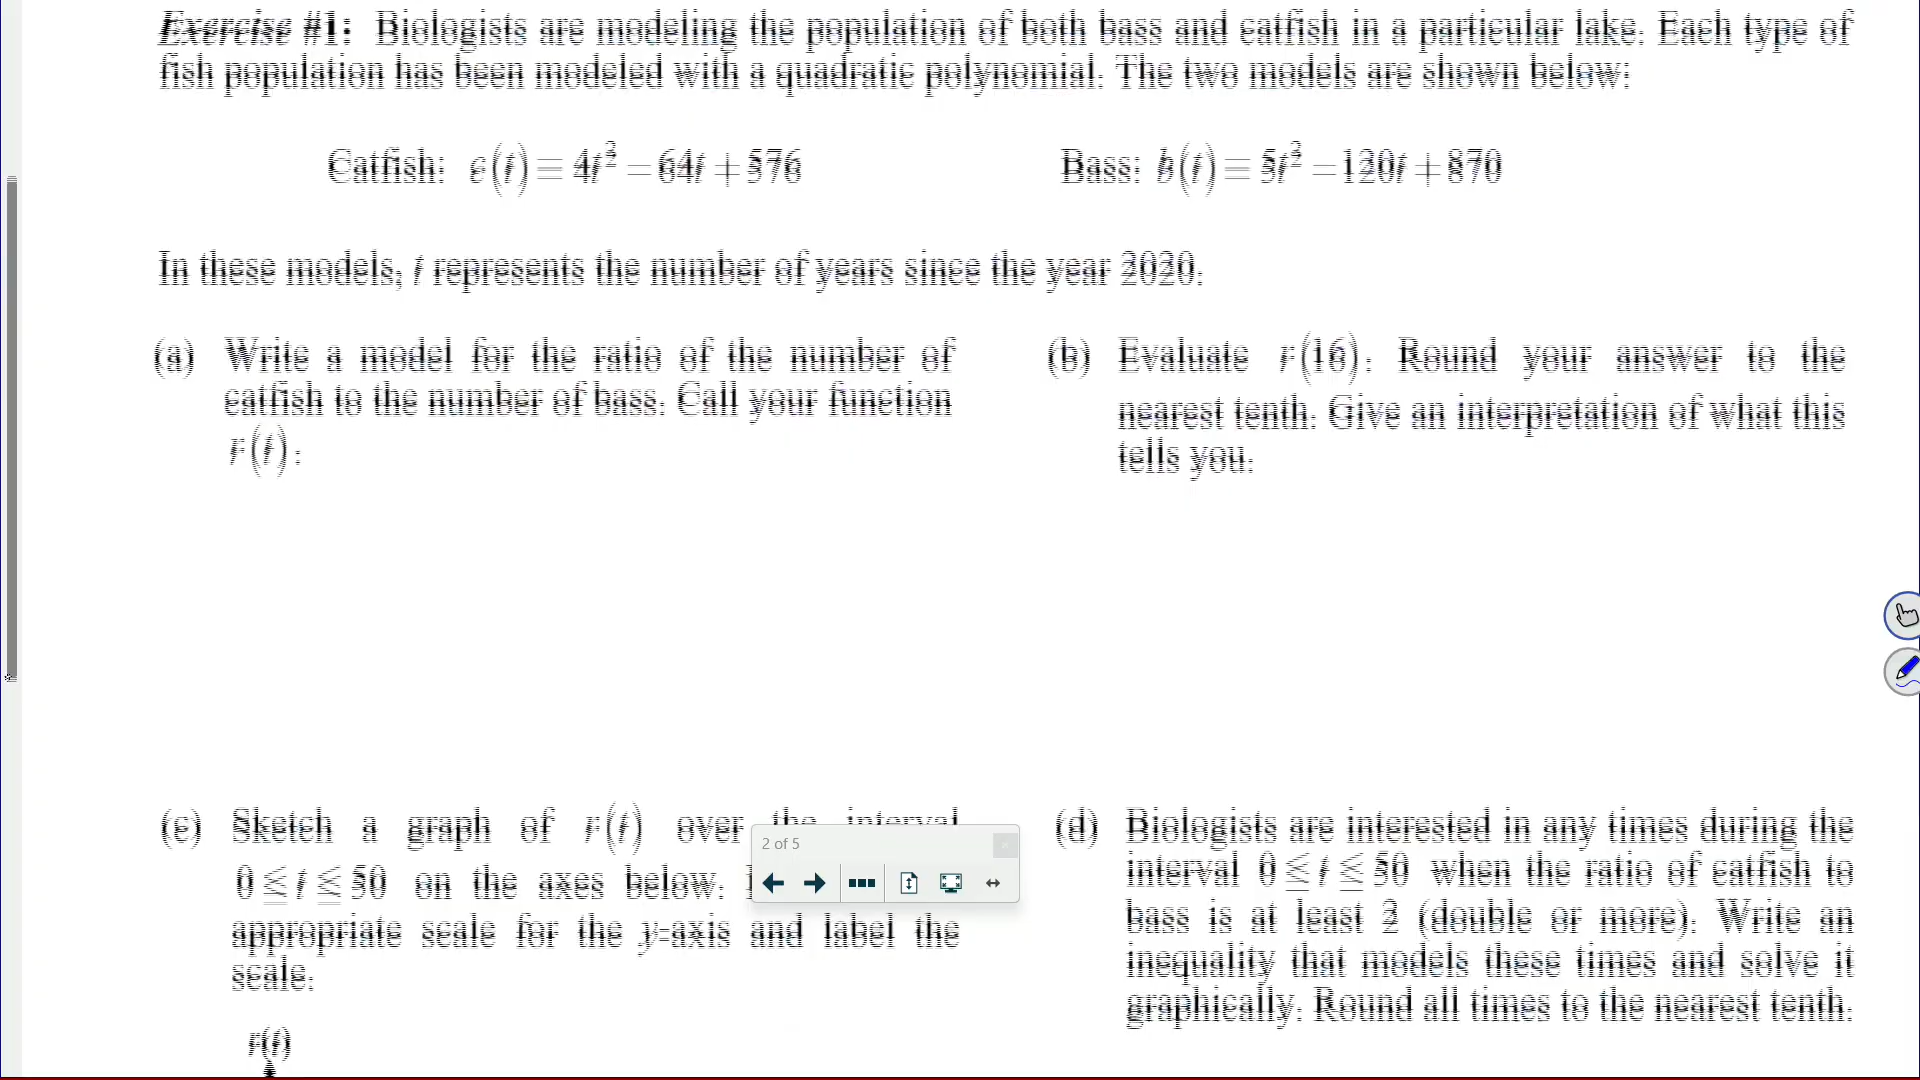 Exercise #1: Biologists are modeling the population of both bass and catfish in a particular lake. Each type of
fish population has been modeled with a quadratic polynomial. The two models are shown below:
Catfish: c(t) = 4t² − 64t + 576
Bass: b(t) = 5t² − 120t + 870
In these models, t represents the number of years since the year 2020.
(a) Write a model for the ratio of the number of
catfish to the number of bass. Call your function
r(t).
(b) Evaluate r(16). Round your answer to the
nearest tenth. Give an interpretation of what this
tells you.
(c) Sketch a graph of r(t) over the interval
0 ≤ t ≤ 30 on the axes below.
appropriate scale for the y-axis and label the
scale.
r(t)
2 of 5
(d) Biologists are interested in any times during the
interval 0 ≤ t ≤ 30 when the ratio of catfish to
bass is at least 2 (double or more). Write an
inequality that models these times and solve it
graphically. Round all times to the nearest tenth.